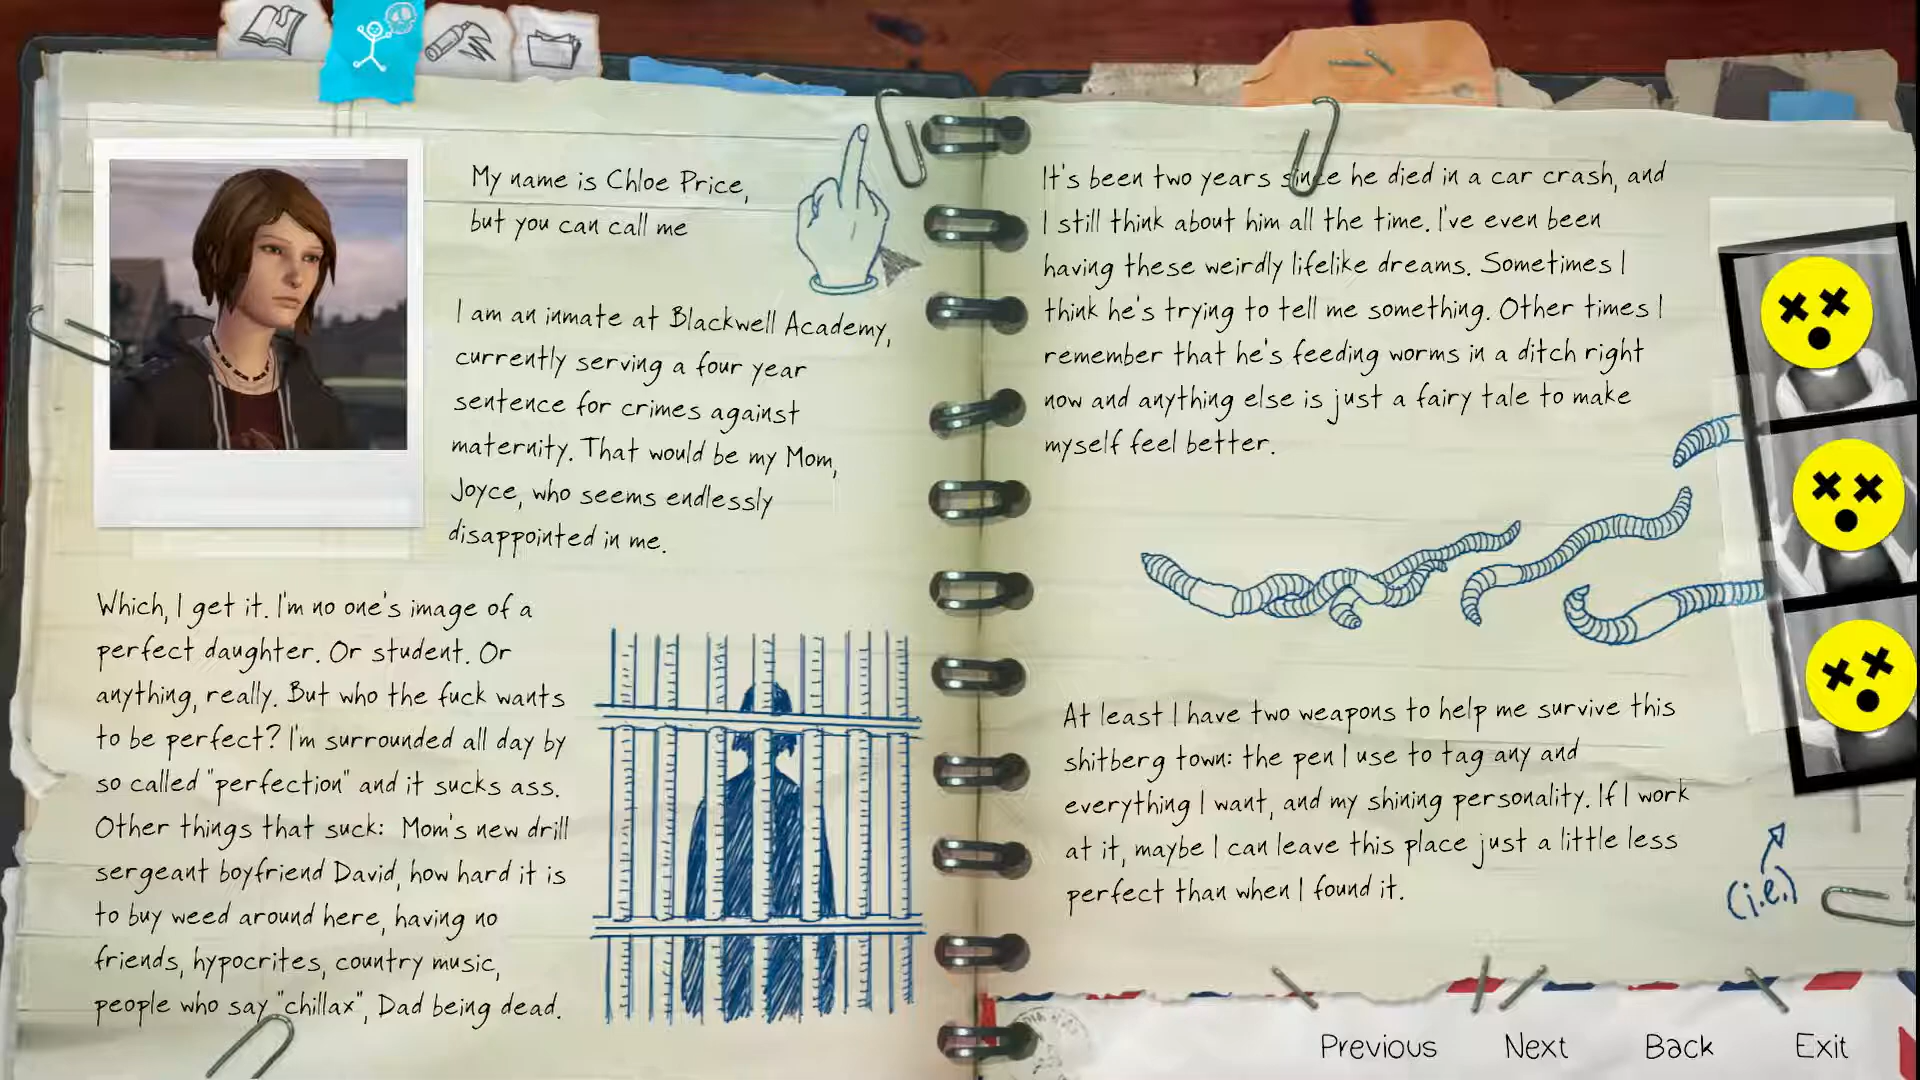 My name is Chloe Price,
but you can call me
I am an inmate at Blackwell Academy,
currently serving a four year
sentence for crimes against
maternity. That would be my Mom,
Joyce, who seems endlessly
disappointed in me.
Which, I get it. I'm no one's image of a
perfect daughter. Or student. Or
anything, really. But who the fuck wants
to be perfect? I'm surrounded all day by
so called "perfection" and it sucks ass.
Other things that suck: Mom's new drill
sergeant boyfriend David, how hard it is
to buy weed around here, having no
friends, hypocrites, country music,
people who say "chillax", Dad being dead.
It's been two years since he died in a car crash, and
I still think about him all the time. I've even been
having these weirdly lifelike dreams. Sometimes I
think he's trying to tell me something. Other times I
remember that he's feeding worms in a ditch right
now and anything else is just a fairy tale to make
myself feel better.
At least I have two weapons to help me survive this
shitberg town: the pen I use to tag any and
everything I want, and my shining personality. If I work
at it, maybe I can leave this place just a little less
perfect than when I found it.
(i.e.)
Previous Next Back Exit